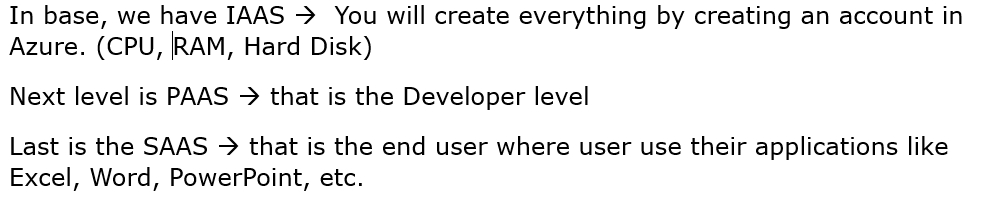 In base, we have IAAS → You will create everything by creating an account in
Azure. (CPU, RAM, Hard Disk)
Next level is PAAS → that is the Developer level
Last is the SAAS → that is the end user where user use their applications like
Excel, Word, PowerPoint, etc.